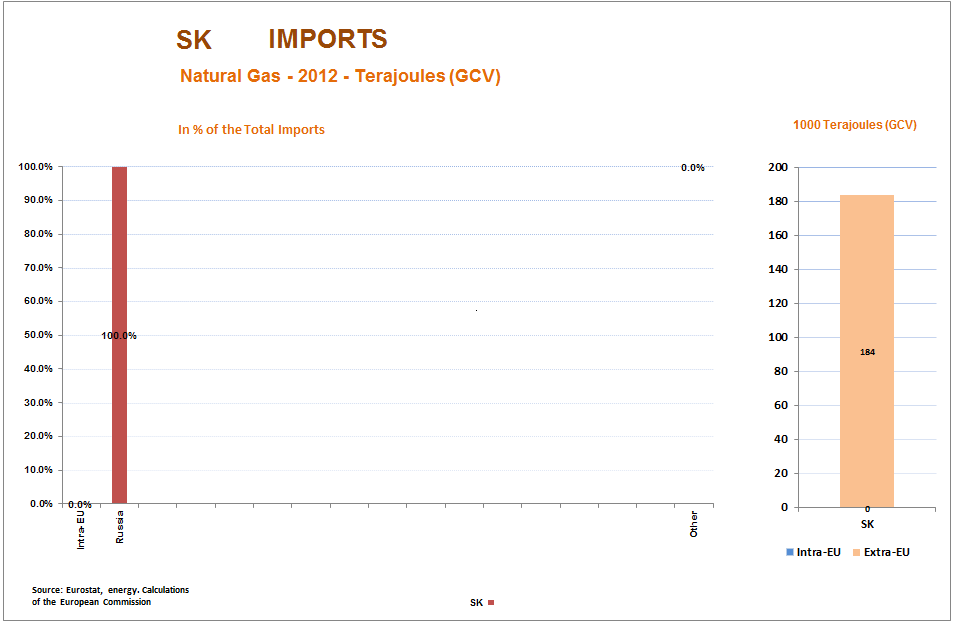 SK IMPORTS
Natural Gas - 2012 - Terajoules (GCV)
In % of the Total Imports
1000 Terajoules (GCV)
100.0%
90.0%
80.0%
70.0%
60.0%
50.0%
40.0%
30.0%
20.0%
10.0%
0.0%
0.0%
100.0%
0.0%
Intra-EU
Russia
Other
SK
200
180
160
140
120
100
80
60
40
20
0
184
0
SK
Intra-EU Extra-EU
Source: Eurostat, energy. Calculations
of the European Commission